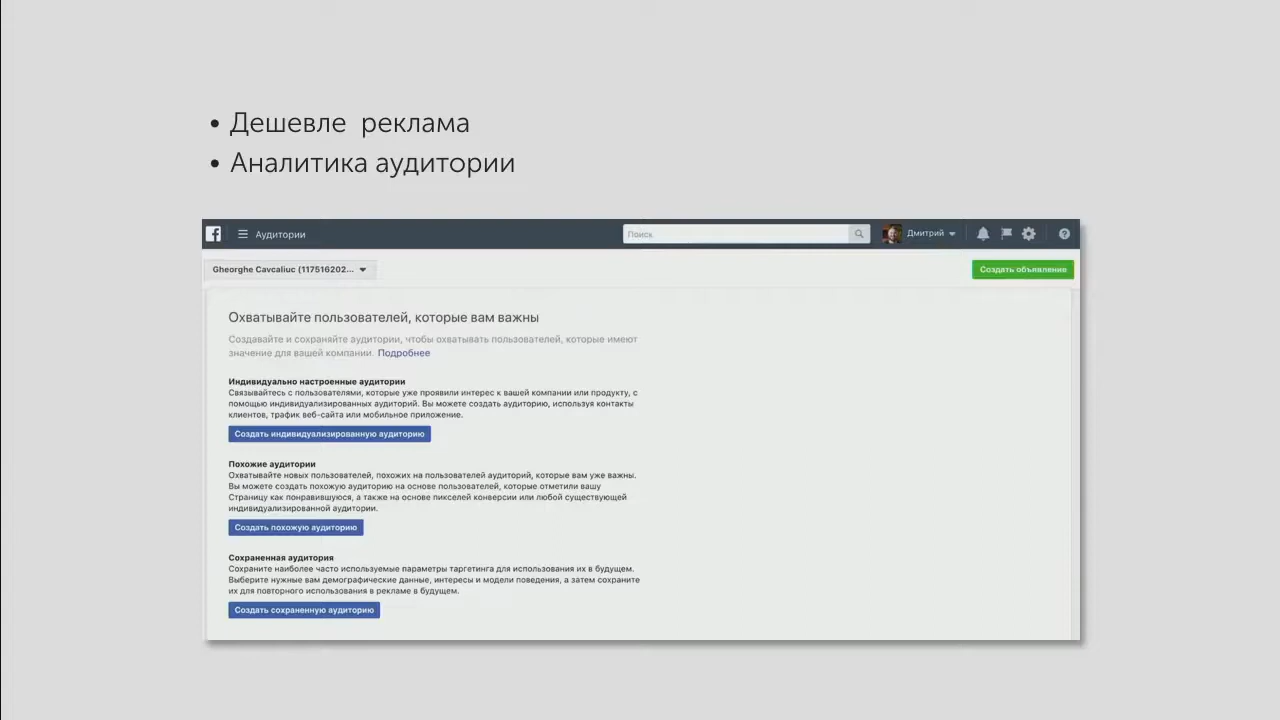 • Дешевле реклама
• Аналитика аудитории
Аудитории
Поиск
Дмитрий
Gheorghe Cavcaliuc (117516202...
Создать объявление
Охватывайте пользователей, которые вам важны
Создавайте и сохраняйте аудитории, чтобы охватывать пользователей, которые имеют
значение для вашей компании. Подробнее
Индивидуально настроенные аудитории
Связывайтесь с пользователями, которые уже проявили интерес к вашей компании или продукту, с
помощью индивидуализированных аудиторий. Вы можете создать аудиторию, используя контакты
клиентов, трафик веб-сайта или мобильное приложение.
Создать индивидуализированную аудиторию
Похожие аудитории
Охватывайте новых пользователей, похожих на пользователей аудиторий, которые вам уже важны.
Вы можете создать похожую аудиторию на основе пользователей, которые отметили вашу
Страницу как понравившуюся, а также на основе пикселей конверсии или любой существующей
индивидуализированной аудитории.
Создать похожую аудиторию
Сохраненная аудитория
Сохраните наиболее часто используемые параметры таргетинга для использования их в будущем.
Выберите нужные вам демографические данные, интересы и модели поведения, а затем сохраните
их для повторного использования в рекламе в будущем.
Создать сохраненную аудиторию